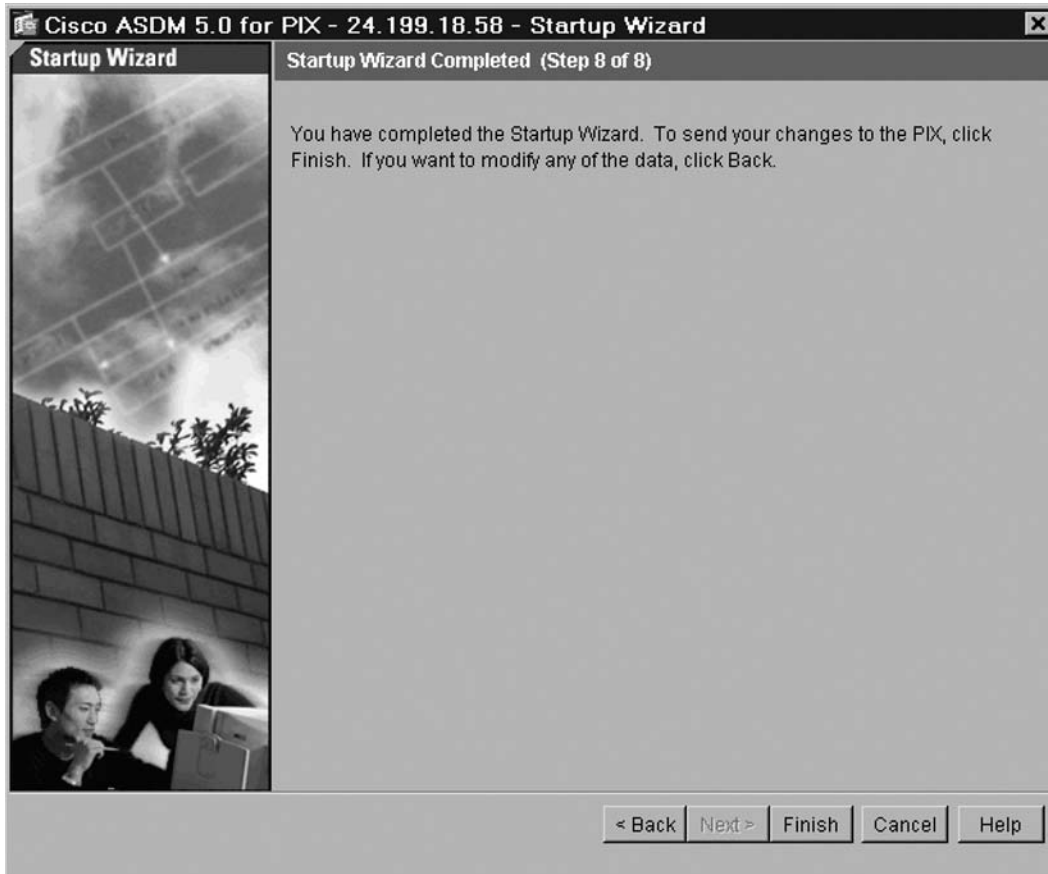 Cisco ASDM 5.0 for PIX - 24.199.18.58 - Startup Wizard
Startup Wizard
Startup Wizard Completed (Step 8 of 8)
You have completed the Startup Wizard. To send your changes to the PIX, click
Finish. If you want to modify any of the data, click Back.
< Back
Next >
Finish
Cancel
Help